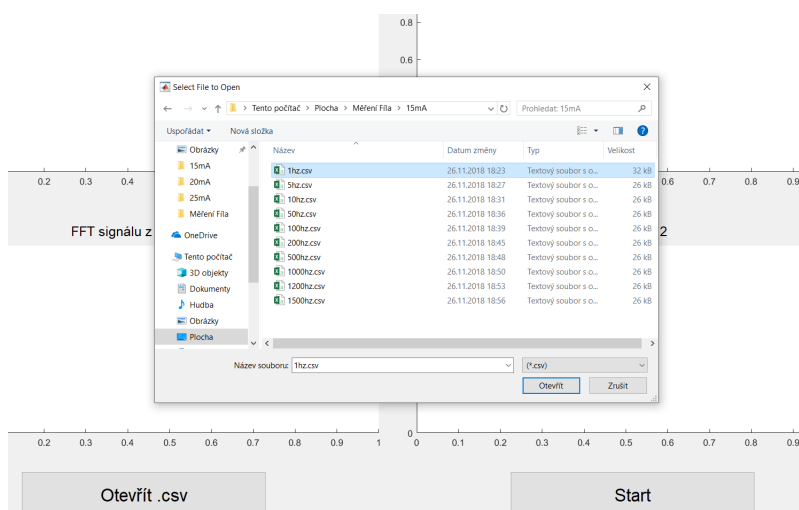 0.8
0.6
Select File to Open
Tento počítač > Plocha > Měření Fíla > 15mA
Prohledat: 15mA
Uspořádat
Nová složka
Obrázky
15mA
20mA
25mA
Měření Fíla
OneDrive
Tento počítač
3D objekty
Dokumenty
Hudba
Obrázky
Plocha
Název Datum změny Typ Velikost
1hz.csv 26.11.2018 18:23 Textový soubor s o... 32 kB
5hz.csv 26.11.2018 18:27 Textový soubor s o... 26 kB
10hz.csv 26.11.2018 18:31 Textový soubor s o... 26 kB
50hz.csv 26.11.2018 18:36 Textový soubor s o... 26 kB
100hz.csv 26.11.2018 18:39 Textový soubor s o... 26 kB
200hz.csv 26.11.2018 18:45 Textový soubor s o... 26 kB
500hz.csv 26.11.2018 18:48 Textový soubor s o... 26 kB
1000hz.csv 26.11.2018 18:50 Textový soubor s o... 26 kB
1200hz.csv 26.11.2018 18:53 Textový soubor s o... 26 kB
1500hz.csv 26.11.2018 18:56 Textový soubor s o... 26 kB
Název souboru: 1hz.csv (*.csv)
Otevřít Zrušit
0.2 0.3 0.4 0.6 0.7 0.8 0.9
FFT signálu z 2
0
0.2 0.3 0.4 0.5 0.6 0.7 0.8 0.9 1 0 0.1 0.2 0.3 0.4 0.5 0.6 0.7 0.8 0.9
Otevřít .csv
Start